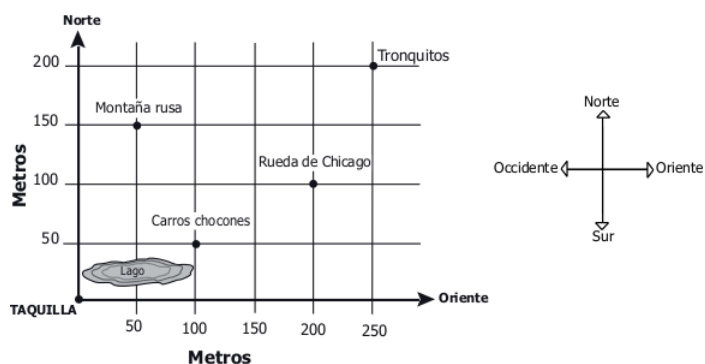 Norte
200
Tronquitos
Montaña rusa
150
Metros
Rueda de Chicago
100
Carros chocones
50
Lago
TAQUILLA
Oriente
50 100 150 200 250
Metros
Norte
Occidente Oriente
Sur